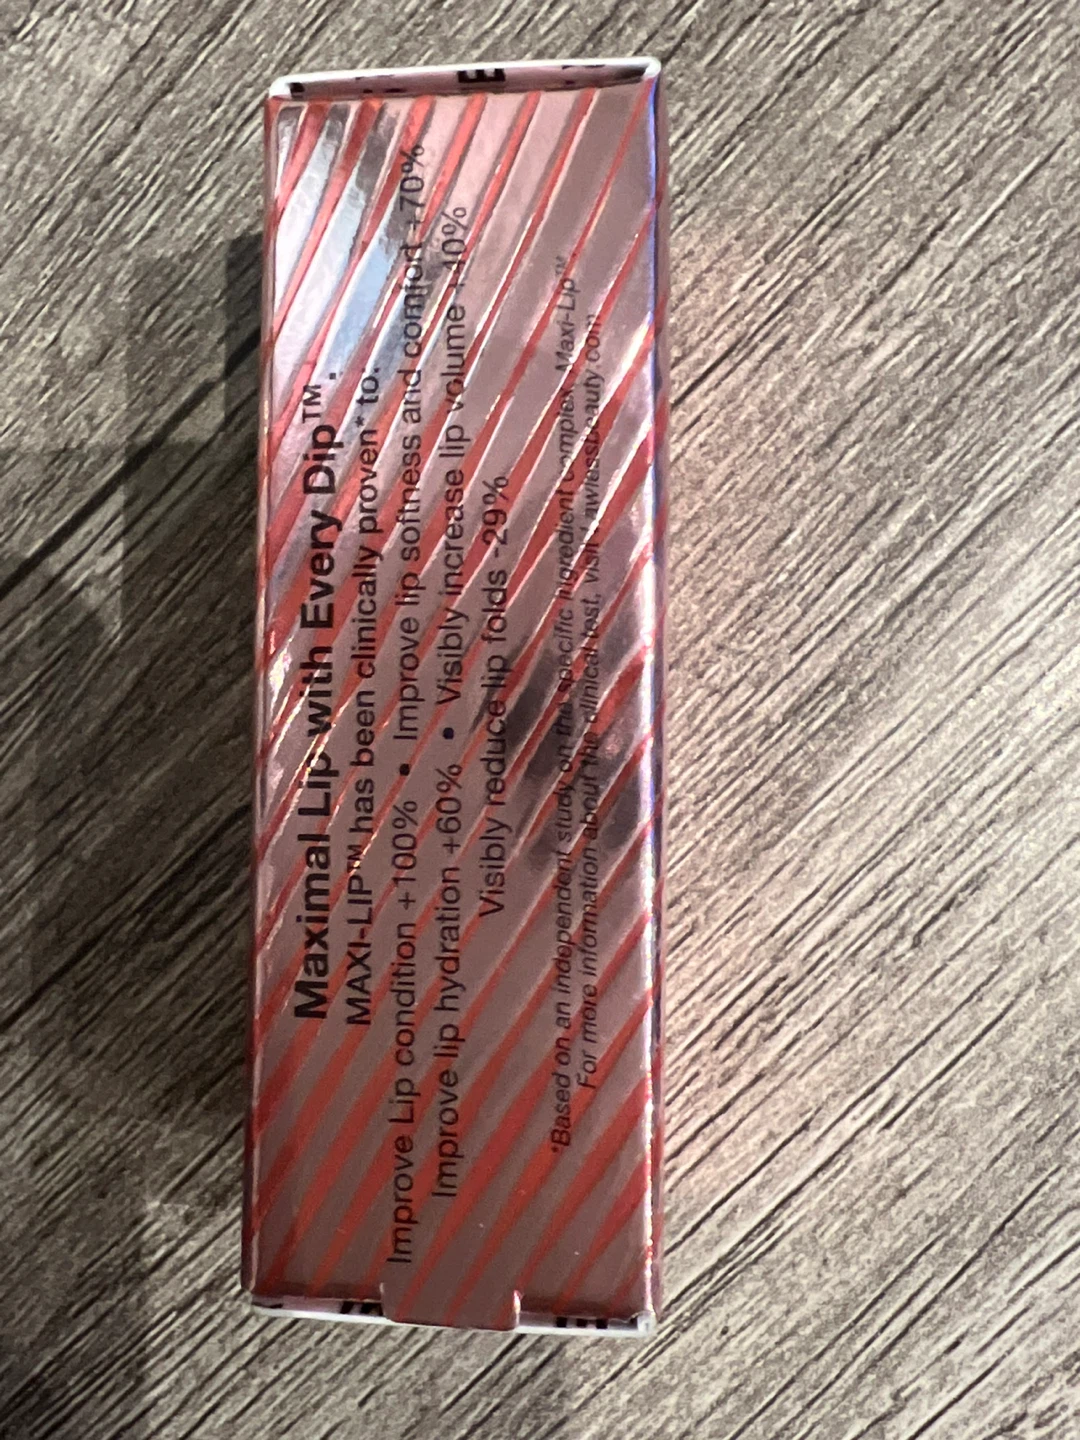 Maximal Lip with Every Dip™.
MAXI-LIP™ has been clinically proven* to:
Improve Lip condition +100% • Improve lip softness and comfort +70%
Improve lip hydration +60% • Visibly increase lip volume +40%
Visibly reduce lip folds -29%
*Based on an independent study on the specific ingredient complex, Maxi-Lip™.
For more information about the clinical test, visit Lawlessbeauty.com